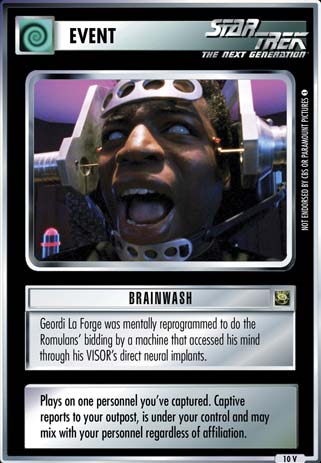 EVENT
STAR TREK
THE NEXT GENERATION
NOT ENDORSED BY CBS OR PARAMOUNT PICTURES
BRAINWASH
Geordi La Forge was mentally reprogrammed to do the
Romulans' bidding by a machine that accessed his mind
through his VISOR's direct neural implants.
Plays on one personnel you've captured. Captive
reports to your outpost, is under your control and may
mix with your personnel regardless of affiliation.
10 V